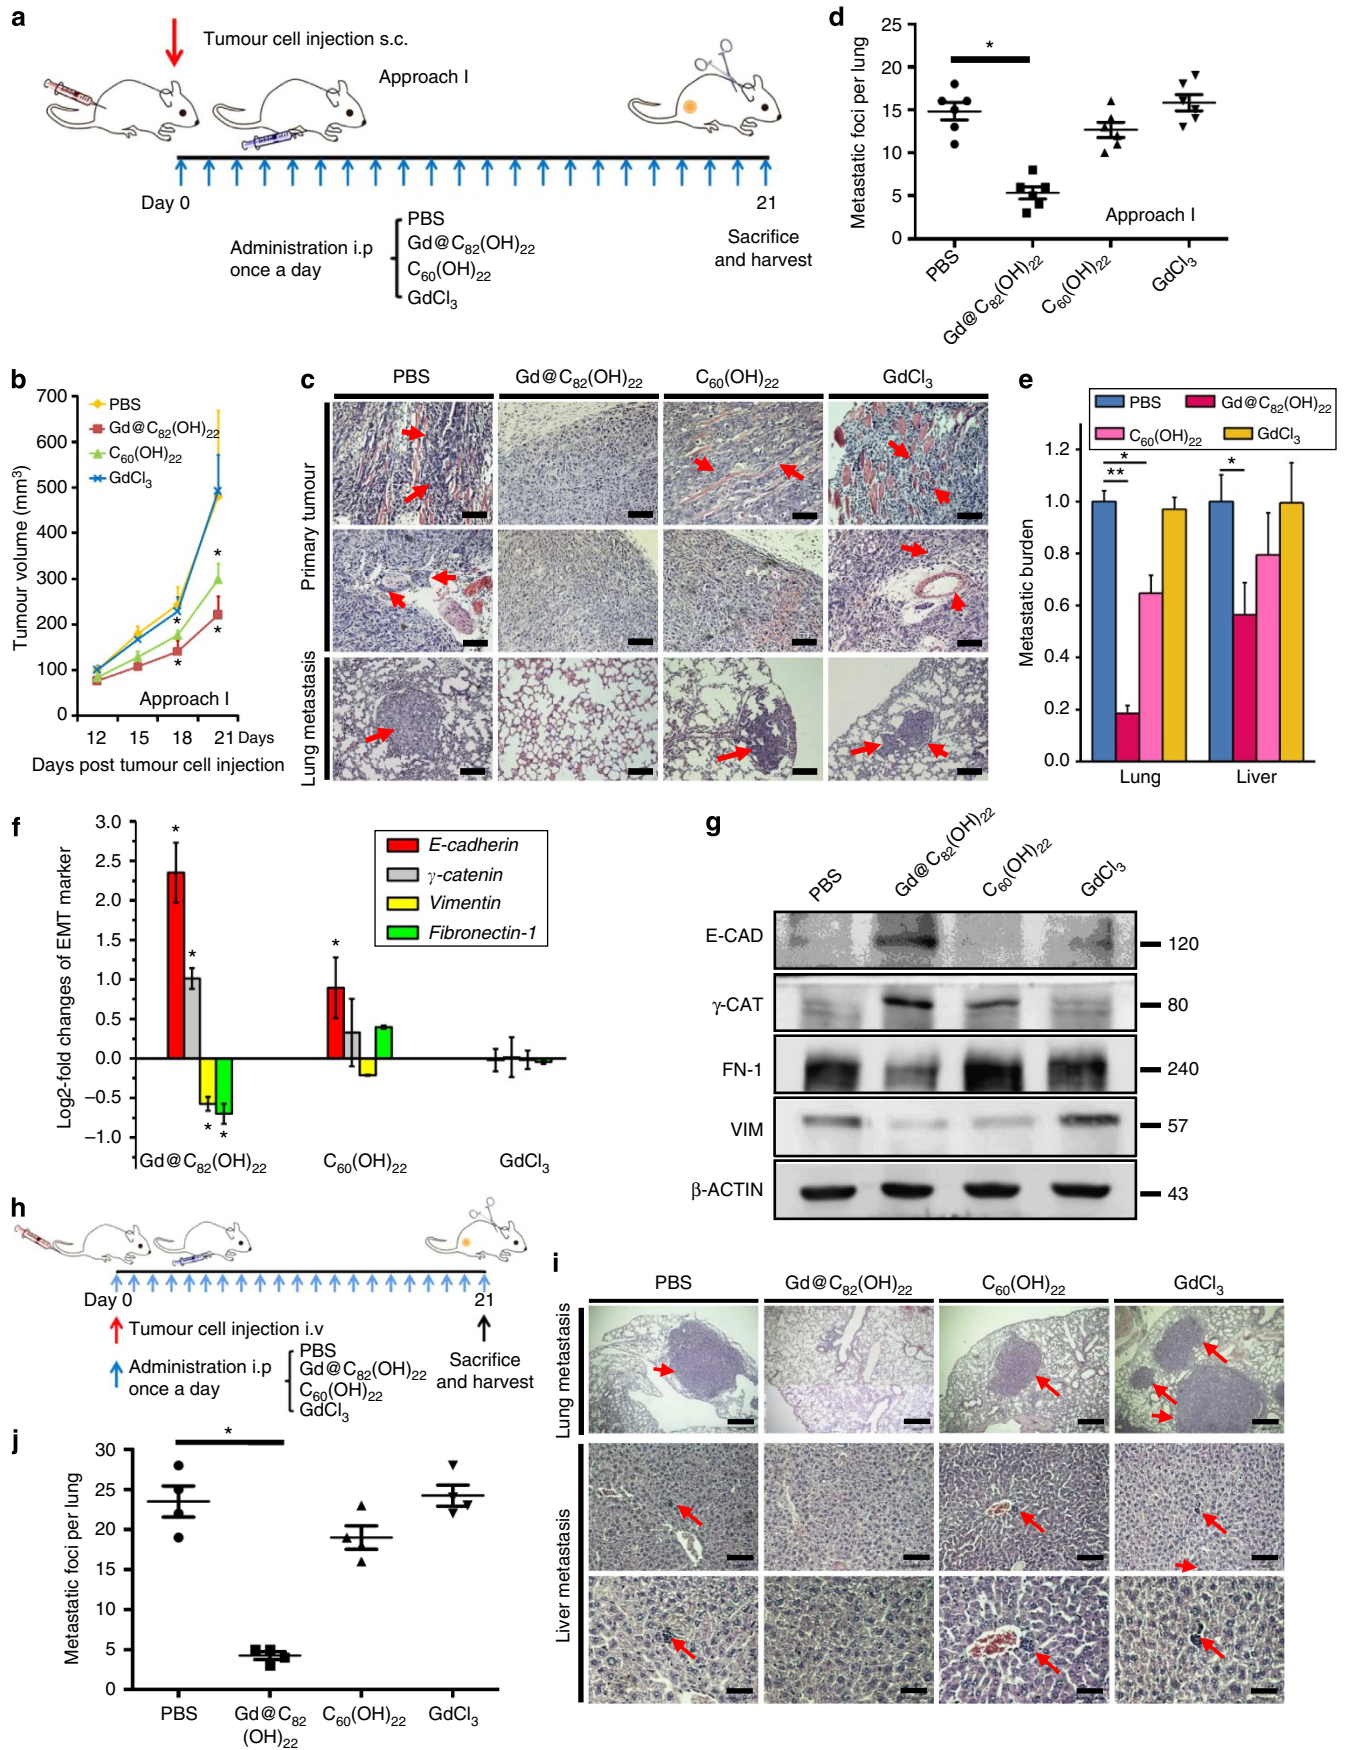 a
Tumour cell injection s.c.
Approach I
Day 0
21
Administration i.p
once a day
PBS
Gd@C82(OH)22
C60(OH)22
GdCl3
Sacrifice
and harvest
d
Metastatic foci per lung
25
20
15
10
5
0
*
Approach I
PBS
Gd@C82(OH)22
C60(OH)22
GdCl3
b
Tumour volume (mm3)
700
600
500
400
300
200
100
0
PBS
Gd@C82(OH)22
C60(OH)22
GdCl3
*
*
*
*
Approach I
12 15 18 21 Days
Days post tumour cell injection
c
PBS
Gd@C82(OH)22
C60(OH)22
GdCl3
Primary tumour
Lung metastasis
e
PBS
Gd@C82(OH)22
C60(OH)22
GdCl3
Metastatic burden
1.2
1.0
0.8
0.6
0.4
0.2
0.0
*
**
*
Lung
Liver
f
Log2-fold changes of EMT marker
3.0
2.5
2.0
1.5
1.0
0.5
0.0
−0.5
−1.0
E-cadherin
γ-catenin
Vimentin
Fibronectin-1
*
*
*
*
*
Gd@C82(OH)22
C60(OH)22
GdCl3
g
PBS
Gd@C82(OH)22
C60(OH)22
GdCl3
E-CAD
120
γ-CAT
80
FN-1
240
VIM
57
β-ACTIN
43
h
Day 0
21
Tumour cell injection i.v
Administration i.p
once a day
PBS
Gd@C82(OH)22
C60(OH)22
GdCl3
Sacrifice
and harvest
i
PBS
Gd@C82(OH)22
C60(OH)22
GdCl3
Lung metastasis
Liver metastasis
j
Metastatic foci per lung
30
25
20
15
10
5
0
*
PBS
Gd@C82
(OH)22
C60(OH)22
GdCl3